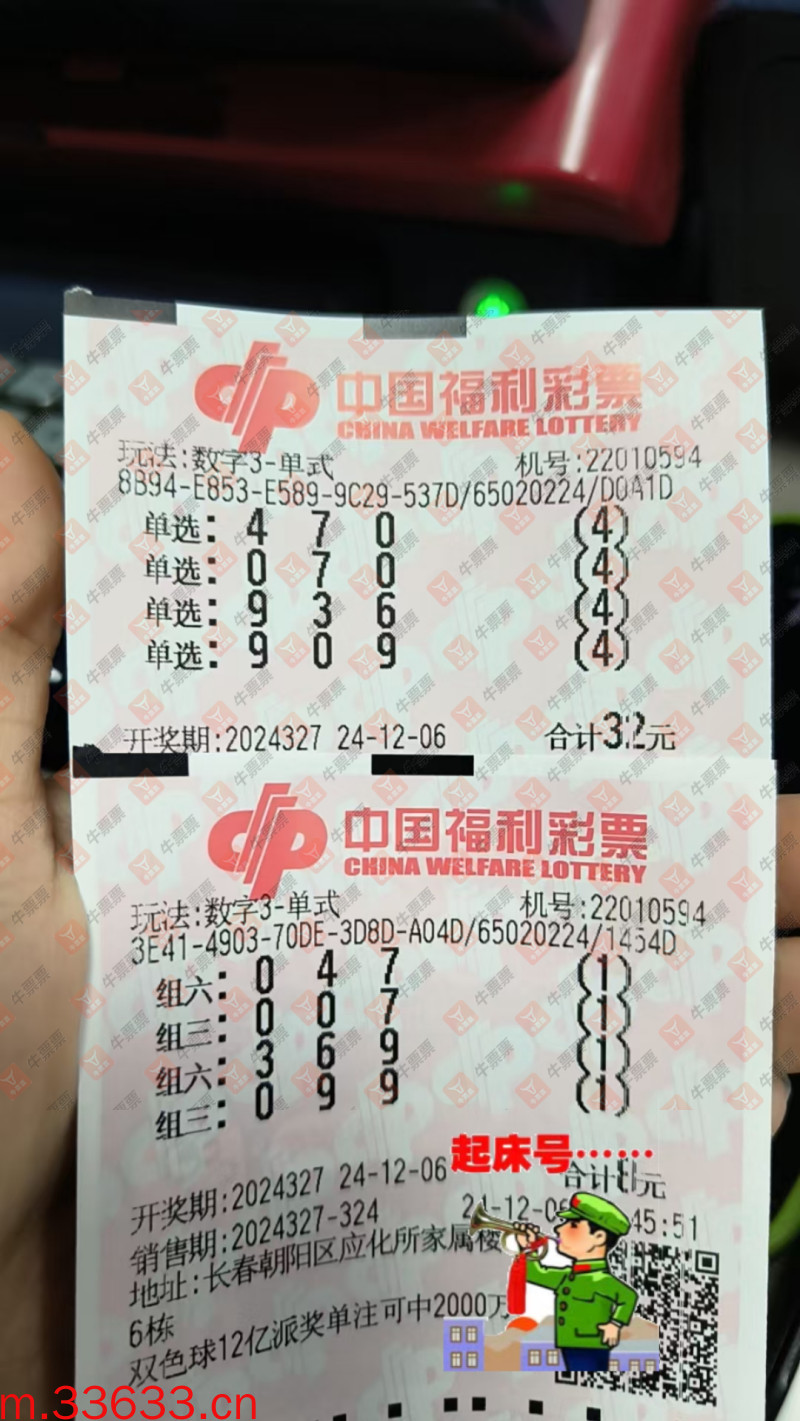 中国福利彩票
CHINA WELFARE LOTTERY
玩法:数字3-单式 机号:22010594
8B94-E853-E589-9C29-537D/65020224/D0A1D
单选: 4 7 0 (4)
单选: 0 7 0 (4)
单选: 9 3 6 (4)
单选: 9 0 9 (4)
开奖期:2024327 24-12-06 合计32元
中国福利彩票
CHINA WELFARE LOTTERY
玩法:数字3-单式 机号:22010594
3E41-4903-70DE-3D8D-A04D/65020224/1454D
组六: 0 4 7 (1)
组三: 0 0 7 (1)
组六: 3 6 9 (1)
组三: 0 9 9 (1)
起床号……
开奖期:2024327 24-12-06 合计8元
销售期:2024327-324 24-12-0 45:51
地址:长春朝阳区应化所家属楼
6栋
双色球12亿派奖单注可中2000万
m.33633.cn
牛票票